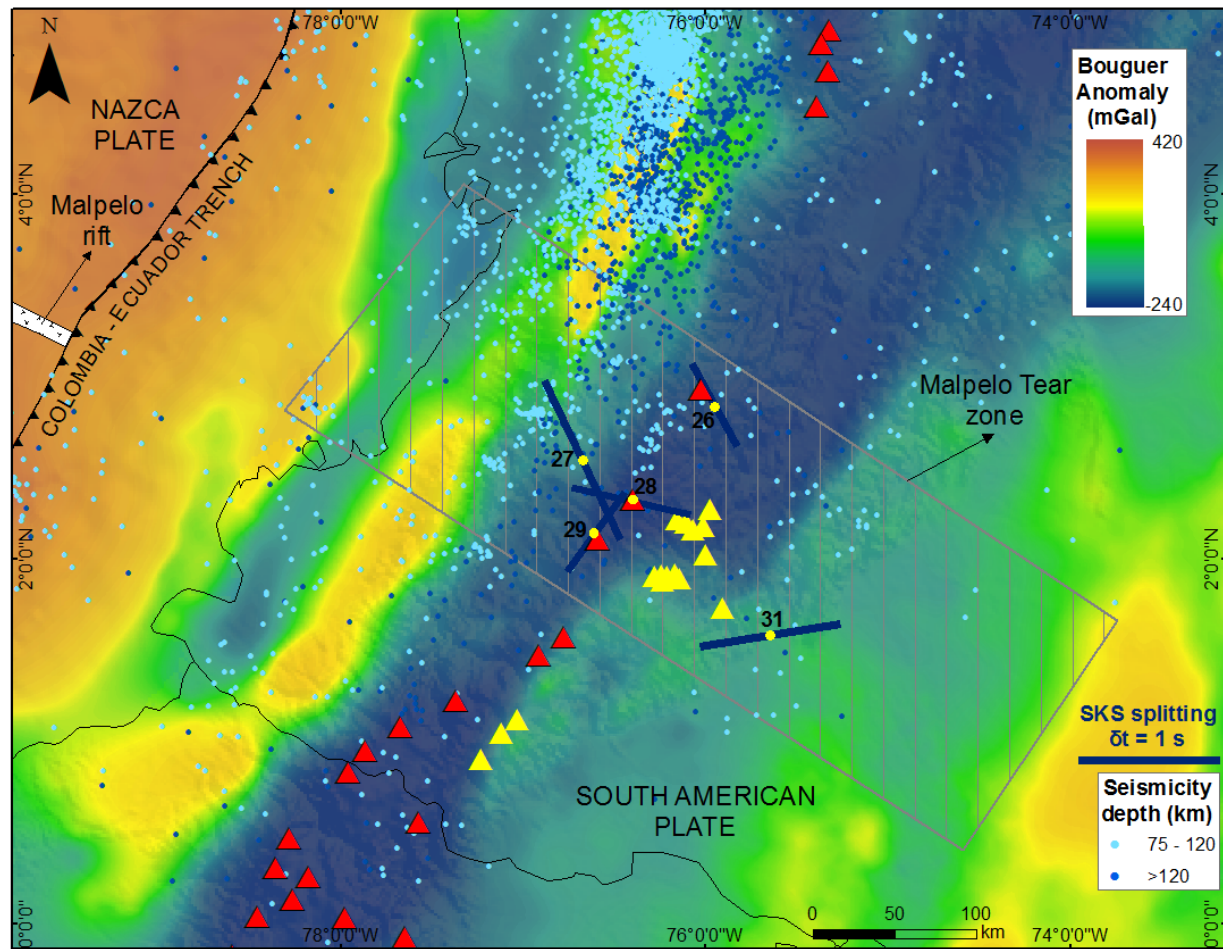 78°0'0"W
76°0'0"W
74°0'0"W
N
NAZCA
PLATE
Malpelo
rift
COLOMBIA - ECUADOR TRENCH
4°0'0"N
4°0'0"N
Bouguer
Anomaly
(mGal)
420
-240
Malpelo Tear
zone
26
27
28
29
31
2°0'0"N
2°0'0"N
SOUTH AMERICAN
PLATE
SKS splitting
δt = 1 s
Seismicity
depth (km)
75 - 120
>120
0 50 100
km
0°0'0"
0°0'0"
78°0'0"W
76°0'0"W
74°0'0"W